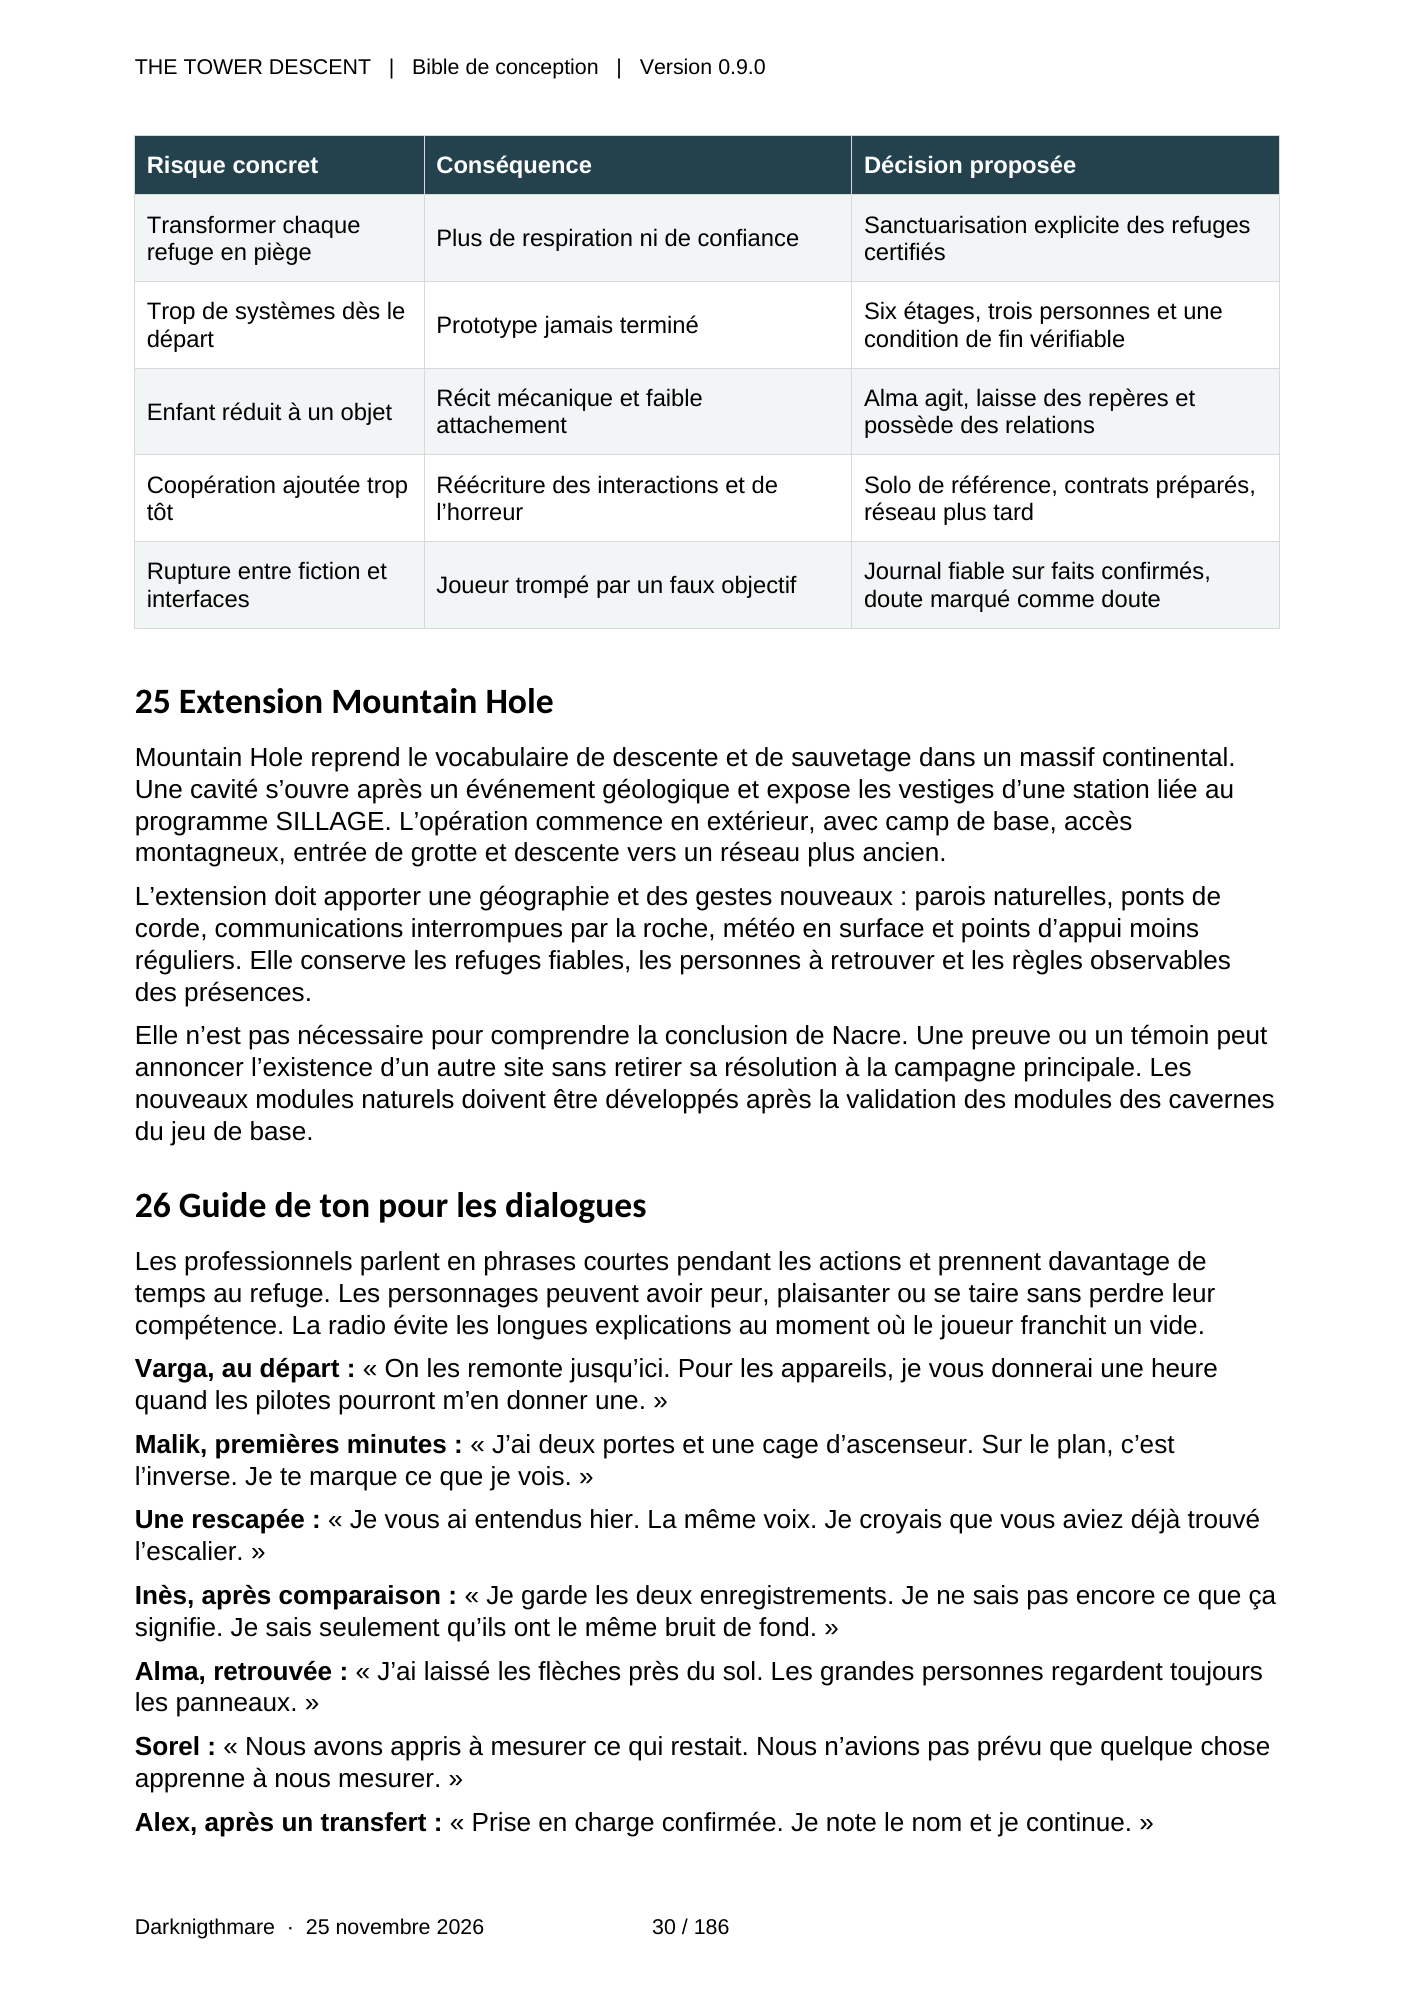 THE TOWER DESCENT | Bible de conception | Version 0.9.0
Risque concret
Conséquence
Décision proposée
Transformer chaque
refuge en piège
Plus de respiration ni de confiance
Sanctuarisation explicite des refuges
certifiés
Trop de systèmes dès le
départ
Prototype jamais terminé
Six étages, trois personnes et une
condition de fin vérifiable
Enfant réduit à un objet
Récit mécanique et faible
attachement
Alma agit, laisse des repères et
possède des relations
Coopération ajoutée trop
tôt
Réécriture des interactions et de
l’horreur
Solo de référence, contrats préparés,
réseau plus tard
Rupture entre fiction et
interfaces
Joueur trompé par un faux objectif
Journal fiable sur faits confirmés,
doute marqué comme doute
25 Extension Mountain Hole
Mountain Hole reprend le vocabulaire de descente et de sauvetage dans un massif continental.
Une cavité s’ouvre après un événement géologique et expose les vestiges d’une station liée au
programme SILLAGE. L’opération commence en extérieur, avec camp de base, accès
montagneux, entrée de grotte et descente vers un réseau plus ancien.
L’extension doit apporter une géographie et des gestes nouveaux : parois naturelles, ponts de
corde, communications interrompues par la roche, météo en surface et points d’appui moins
réguliers. Elle conserve les refuges fiables, les personnes à retrouver et les règles observables
des présences.
Elle n’est pas nécessaire pour comprendre la conclusion de Nacre. Une preuve ou un témoin peut
annoncer l’existence d’un autre site sans retirer sa résolution à la campagne principale. Les
nouveaux modules naturels doivent être développés après la validation des modules des cavernes
du jeu de base.
26 Guide de ton pour les dialogues
Les professionnels parlent en phrases courtes pendant les actions et prennent davantage de
temps au refuge. Les personnages peuvent avoir peur, plaisanter ou se taire sans perdre leur
compétence. La radio évite les longues explications au moment où le joueur franchit un vide.
Varga, au départ : « On les remonte jusqu’ici. Pour les appareils, je vous donnerai une heure
quand les pilotes pourront m’en donner une. »
Malik, premières minutes : « J’ai deux portes et une cage d’ascenseur. Sur le plan, c’est
l’inverse. Je te marque ce que je vois. »
Une rescapée : « Je vous ai entendus hier. La même voix. Je croyais que vous aviez déjà trouvé
l’escalier. »
Inès, après comparaison : « Je garde les deux enregistrements. Je ne sais pas encore ce que ça
signifie. Je sais seulement qu’ils ont le même bruit de fond. »
Alma, retrouvée : « J’ai laissé les flèches près du sol. Les grandes personnes regardent toujours
les panneaux. »
Sorel : « Nous avons appris à mesurer ce qui restait. Nous n’avions pas prévu que quelque chose
apprenne à nous mesurer. »
Alex, après un transfert : « Prise en charge confirmée. Je note le nom et je continue. »
Darknigthmare · 25 novembre 2026
30 / 186